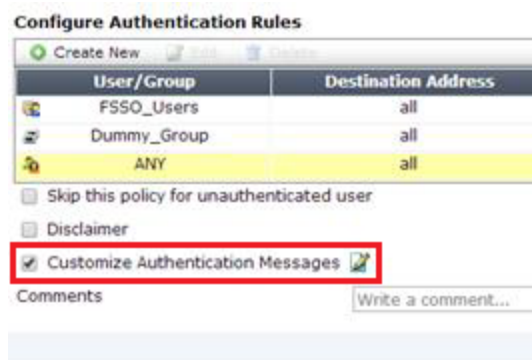 Configure Authentication Rules
Create New Edit Delete
User/Group Destination Address
FSSO_Users all
Dummy_Group all
ANY all
Skip this policy for unauthenticated user
Disclaimer
Customize Authentication Messages
Comments Write a comment...